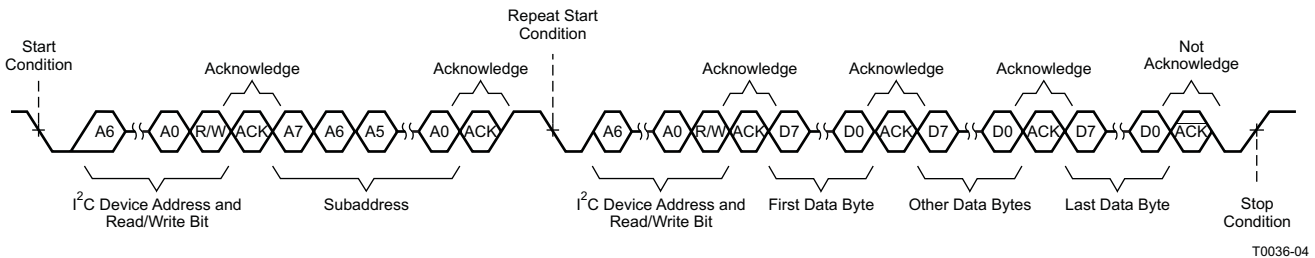 Repeat Start
Condition
Start
Condition
Acknowledge
Acknowledge
Acknowledge
Acknowledge
Acknowledge
Not
Acknowledge
A6 A0 R/W ACK A7 A6 A5 A0 ACK A6 A0 R/W ACK D7 D0 ACK D7 D0 ACK D7 D0 ACK
I²C Device Address and
Read/Write Bit
Subaddress
I²C Device Address and
Read/Write Bit
First Data Byte
Other Data Bytes
Last Data Byte
Stop
Condition
T0036-04